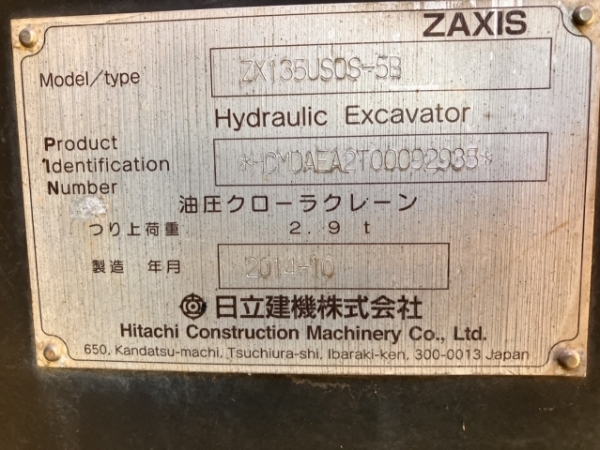 ZAXIS
Model/type ZX135USOS-5B
Hydraulic Excavator
Product
Identification
Number
油圧クローラクレーン
つり上荷重 2.9 t
製造 年月 2014-10
日立建機株式会社
Hitachi Construction Machinery Co., Ltd.
650, Kandatsu-machi, Tsuchiura-shi, Ibaraki-ken, 300-0013 Japan